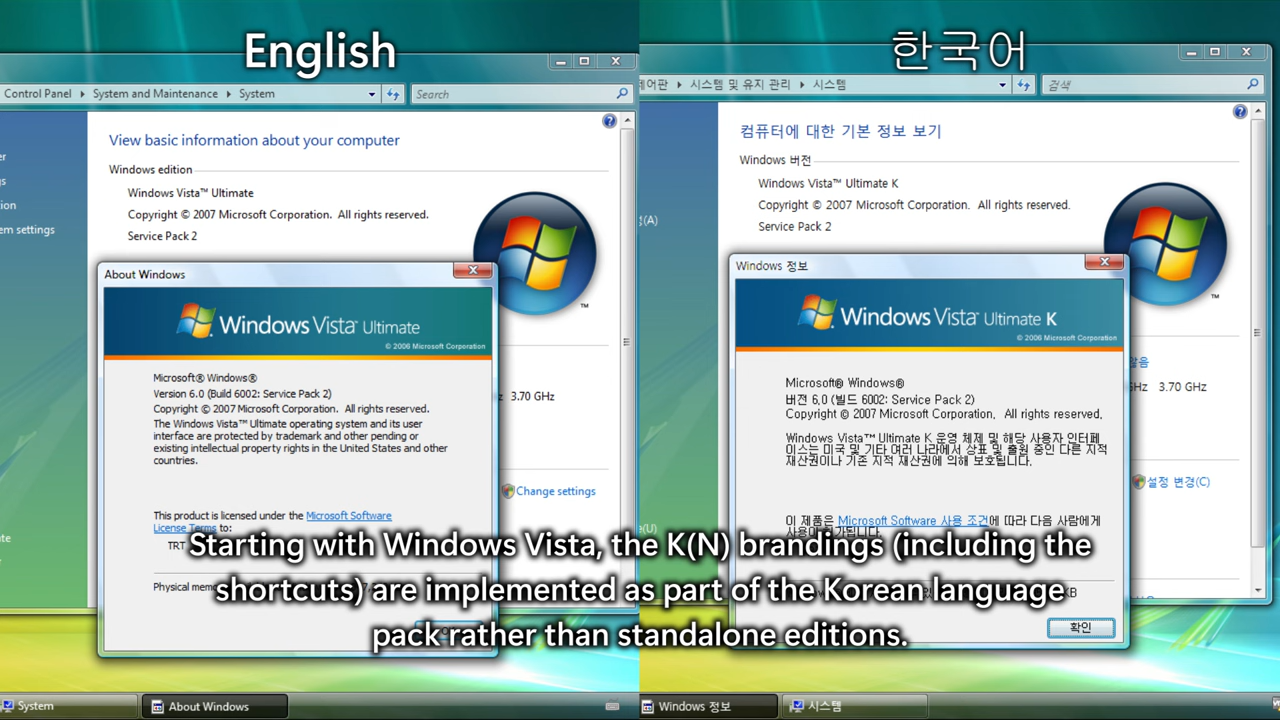 English
Control Panel
System and Maintenance
System
Search
View basic information about your computer
Windows edition
Windows Vista™ Ultimate
Copyright © 2007 Microsoft Corporation. All rights reserved.
Service Pack 2
em settings
About Windows
Windows Vista™ Ultimate
© 2006 Microsoft Corporation
Microsoft® Windows®
Version 6.0 (Build 6002: Service Pack 2)
Copyright © 2007 Microsoft Corporation. All rights reserved.
The Windows Vista™ Ultimate operating system and its user
interface are protected by trademark and other pending or
existing intellectual property rights in the United States and other
countries.
3.70 GHz
Change settings
This product is licensed under the Microsoft Software
License Terms to:
TRT
Physical
System
About Windows
한국어
시스템 및 유지 관리
시스템
검색
컴퓨터에 대한 기본 정보 보기
Windows 버전
Windows Vista™ Ultimate K
Copyright © 2007 Microsoft Corporation. All rights reserved.
Service Pack 2
(A)
Windows 정보
Windows Vista™ Ultimate K
© 2006 Microsoft Corporation
Microsoft® Windows®
버전 6.0 (빌드 6002: Service Pack 2)
Copyright © 2007 Microsoft Corporation. All rights reserved.
Windows Vista™ Ultimate K 운영 체제 및 해당 사용자 인터페
이스는 미국 및 기타 여러 나라에서 상표 및 출원 중인 다른 지적
재산권이나 기존 지적 재산권에 의해 보호됩니다.
3.70 GHz
설정 변경(C)
이 제품은 Microsoft Software 사용 조건에 따라 다음 사람에게
KB
확인
Windows 정보
시스템
Starting with Windows Vista, the K(N) brandings (including the
shortcuts) are implemented as part of the Korean language
pack rather than standalone editions.